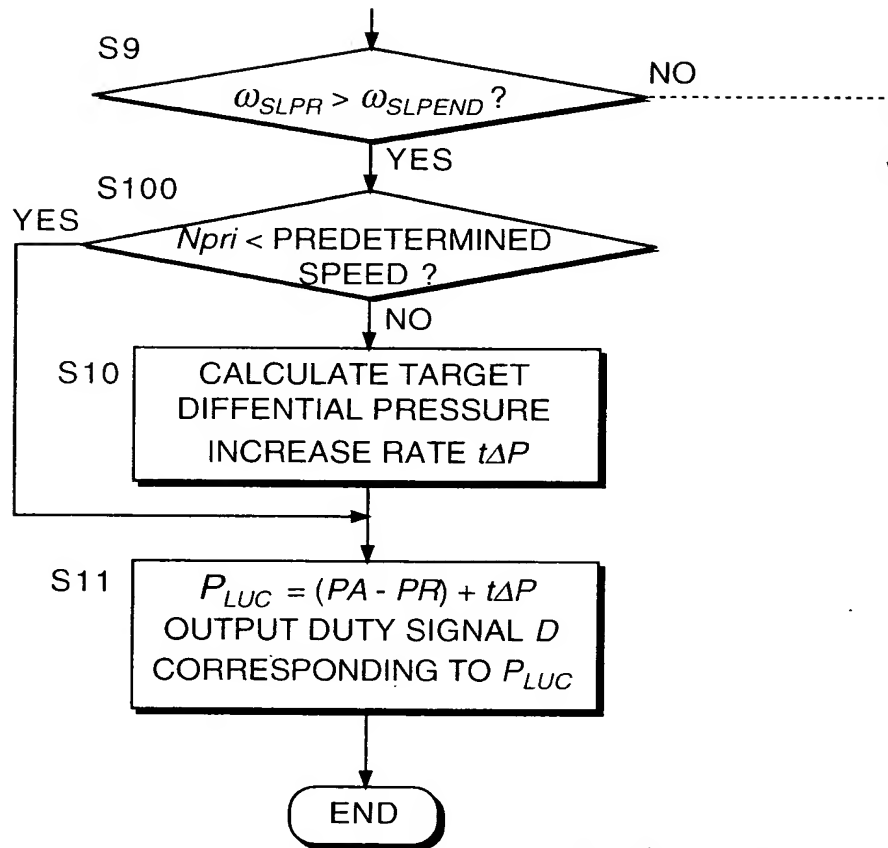 S9
ω_SLPR > ω_SLPEND ?
NO
YES
S100
YES
Npri < PREDETERMINED
SPEED ?
NO
S10
CALCULATE TARGET
DIFFENTIAL PRESSURE
INCREASE RATE tΔP
S11
P_LUC = (PA - PR) + tΔP
OUTPUT DUTY SIGNAL D
CORRESPONDING TO P_LUC
END